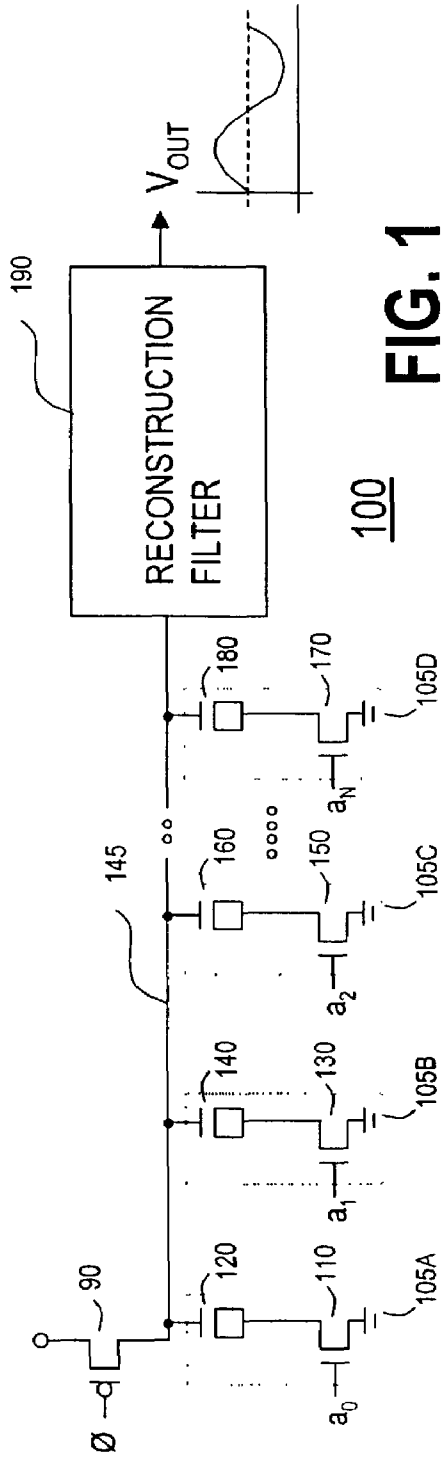 190
RECONSTRUCTION
FILTER
V_OUT
145
90
Ø
120
140
160
180
110
130
150
170
a_0
a_1
a_2
a_N
105A
105B
105C
105D
100
FIG. 1